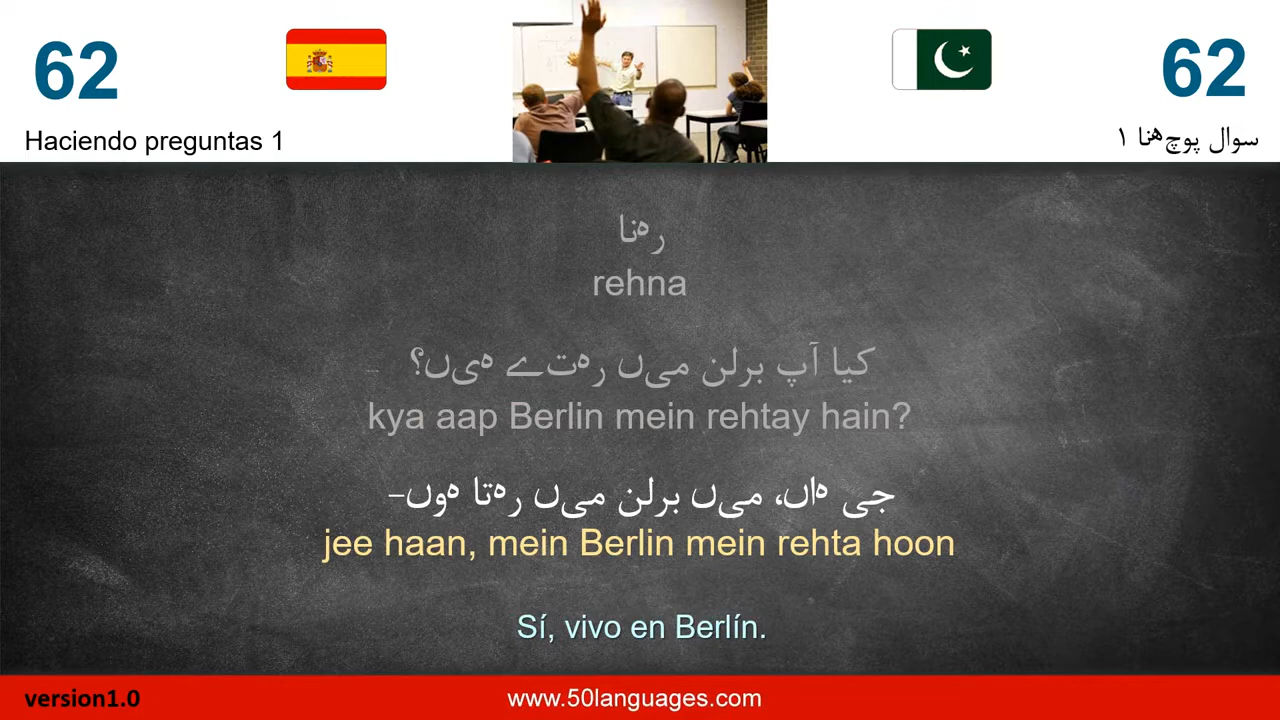 62
62
Haciendo preguntas 1
سوال پوچھنا ۱
رہنا
rehna
کیا آپ برلن میں رہتے ہیں؟
kya aap Berlin mein rehtay hain?
جی ہاں، میں برلن میں رہتا ہوں-
jee haan, mein Berlin mein rehta hoon
Sí, vivo en Berlín.
version1.0
www.50languages.com